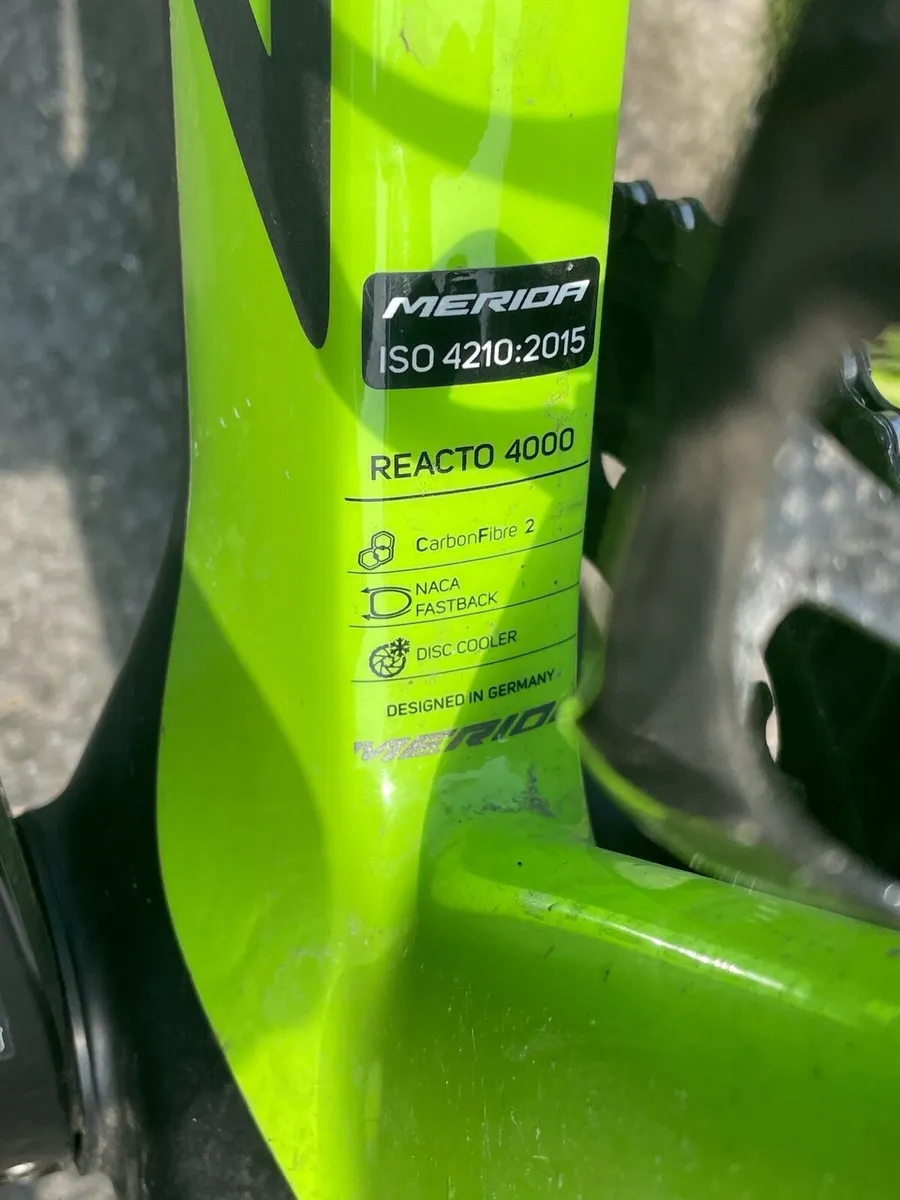 MERIDA
ISO 4210:2015
REACTO 4000
CarbonFibre 2
NACA
FASTBACK
DISC COOLER
DESIGNED IN GERMANY
MERIDA